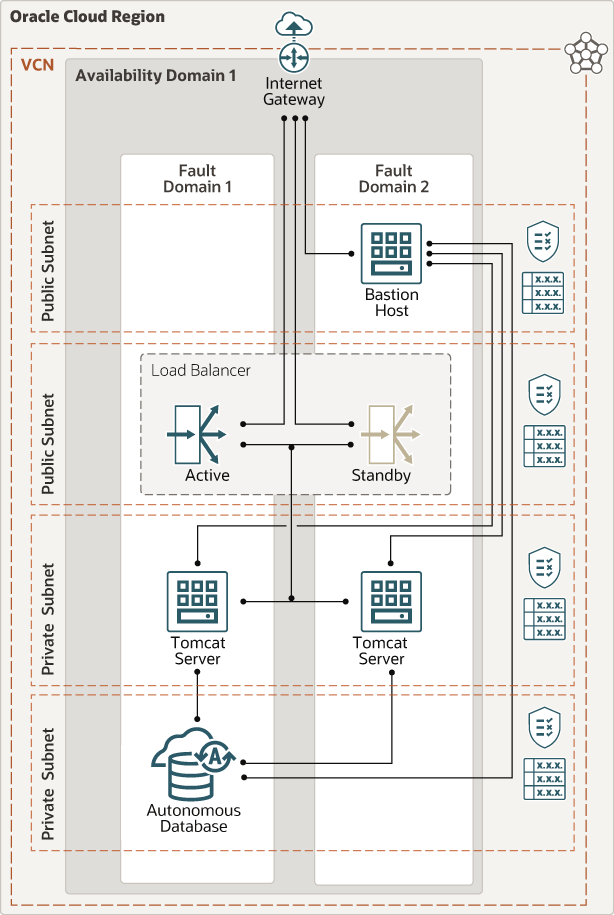 Oracle Cloud Region
VCN
Availability Domain 1
Internet
Gateway
Fault
Domain 1
Fault
Domain 2
Public Subnet
Bastion
Host
X.X.X.
X.X.X.
X.X.X.
Public Subnet
Load Balancer
Active
Standby
X.X.X.
X.X.X.
X.X.X.
Private Subnet
Tomcat
Server
Tomcat
Server
X.X.X.
X.X.X.
X.X.X.
Private Subnet
A
Autonomous
Database
X.X.X.
X.X.X.
X.X.X.